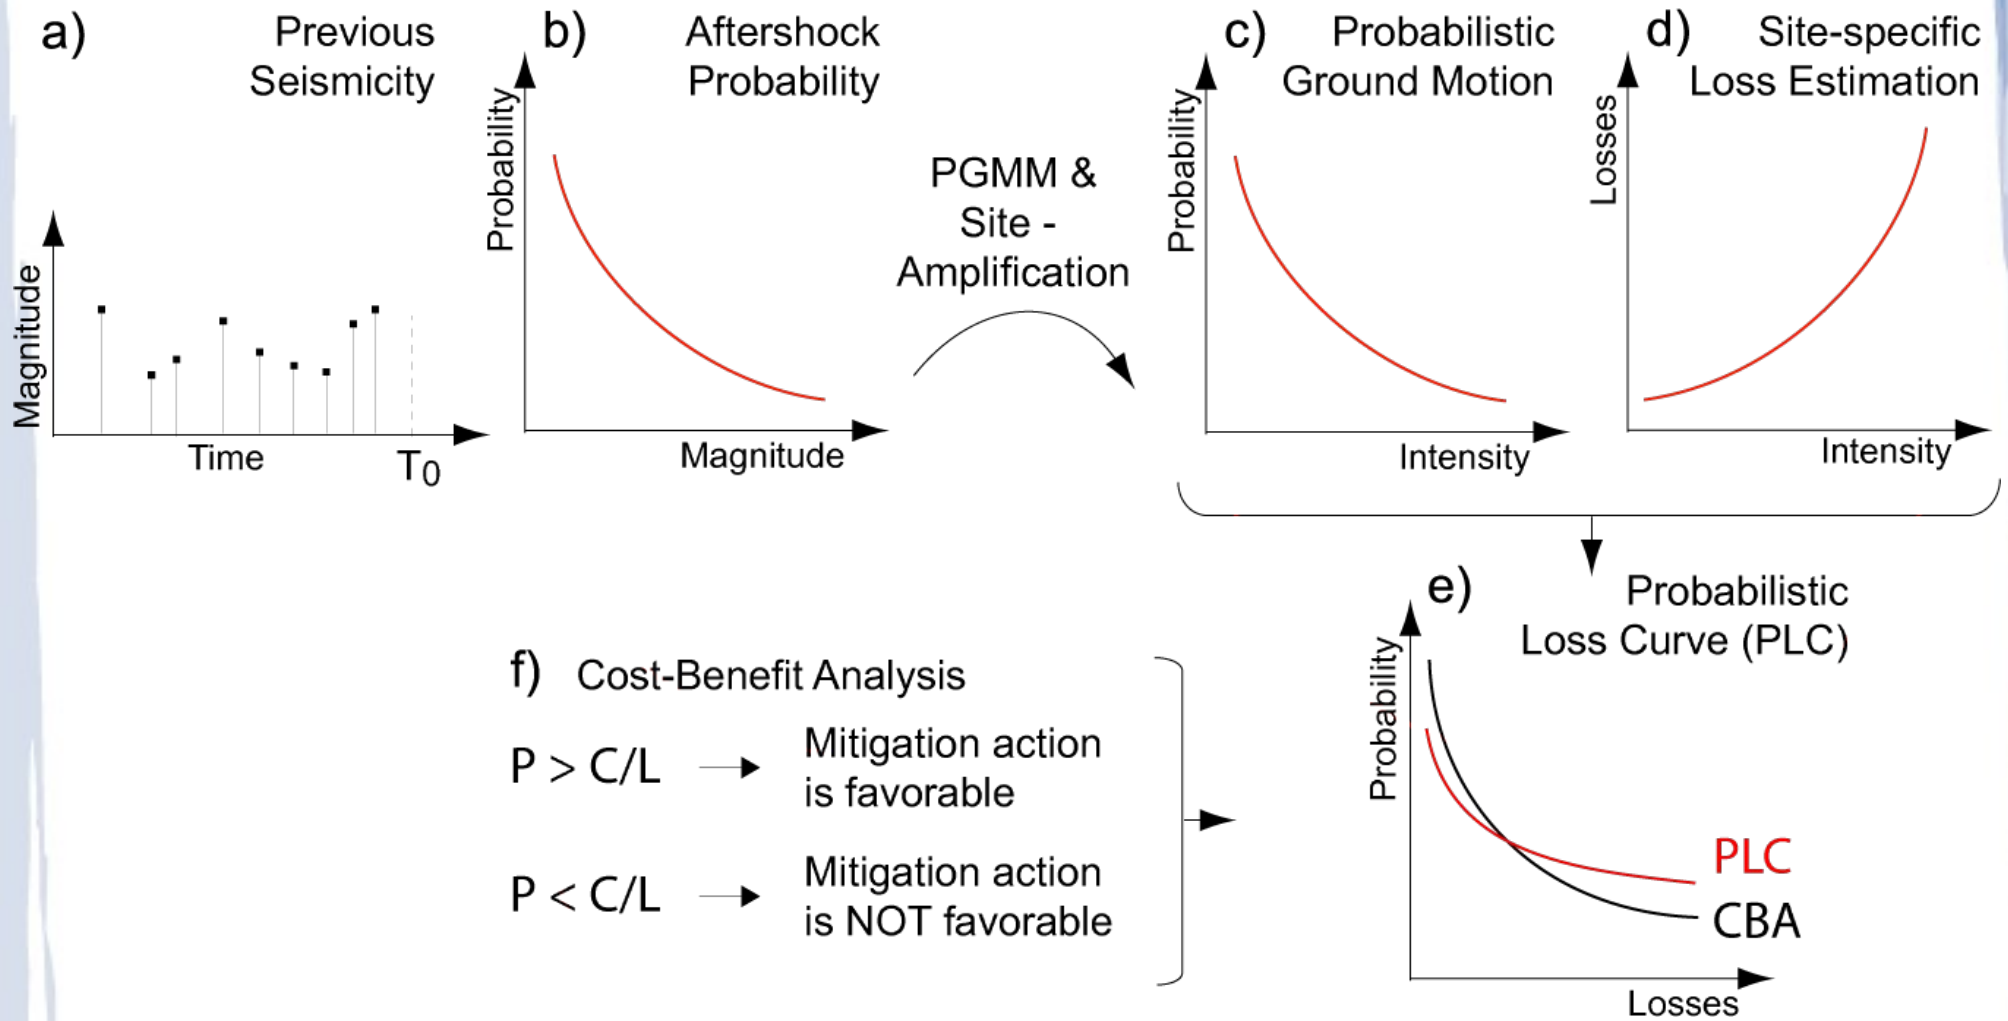 a)
Previous
Seismicity
Magnitude
Time
T0
b)
Aftershock
Probability
Probability
Magnitude
PGMM &
Site -
Amplification
c)
Probabilistic
Ground Motion
Probability
Intensity
d)
Site-specific
Loss Estimation
Losses
Intensity
e)
Probabilistic
Loss Curve (PLC)
Probability
PLC
CBA
Losses
f) Cost-Benefit Analysis
P > C/L
Mitigation action
is favorable
P < C/L
Mitigation action
is NOT favorable